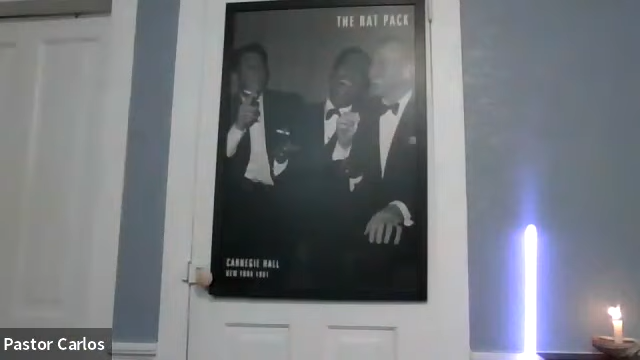 THE RAT PACK
CARNEGIE HALL
NEW YORK 1961
Pastor Carlos